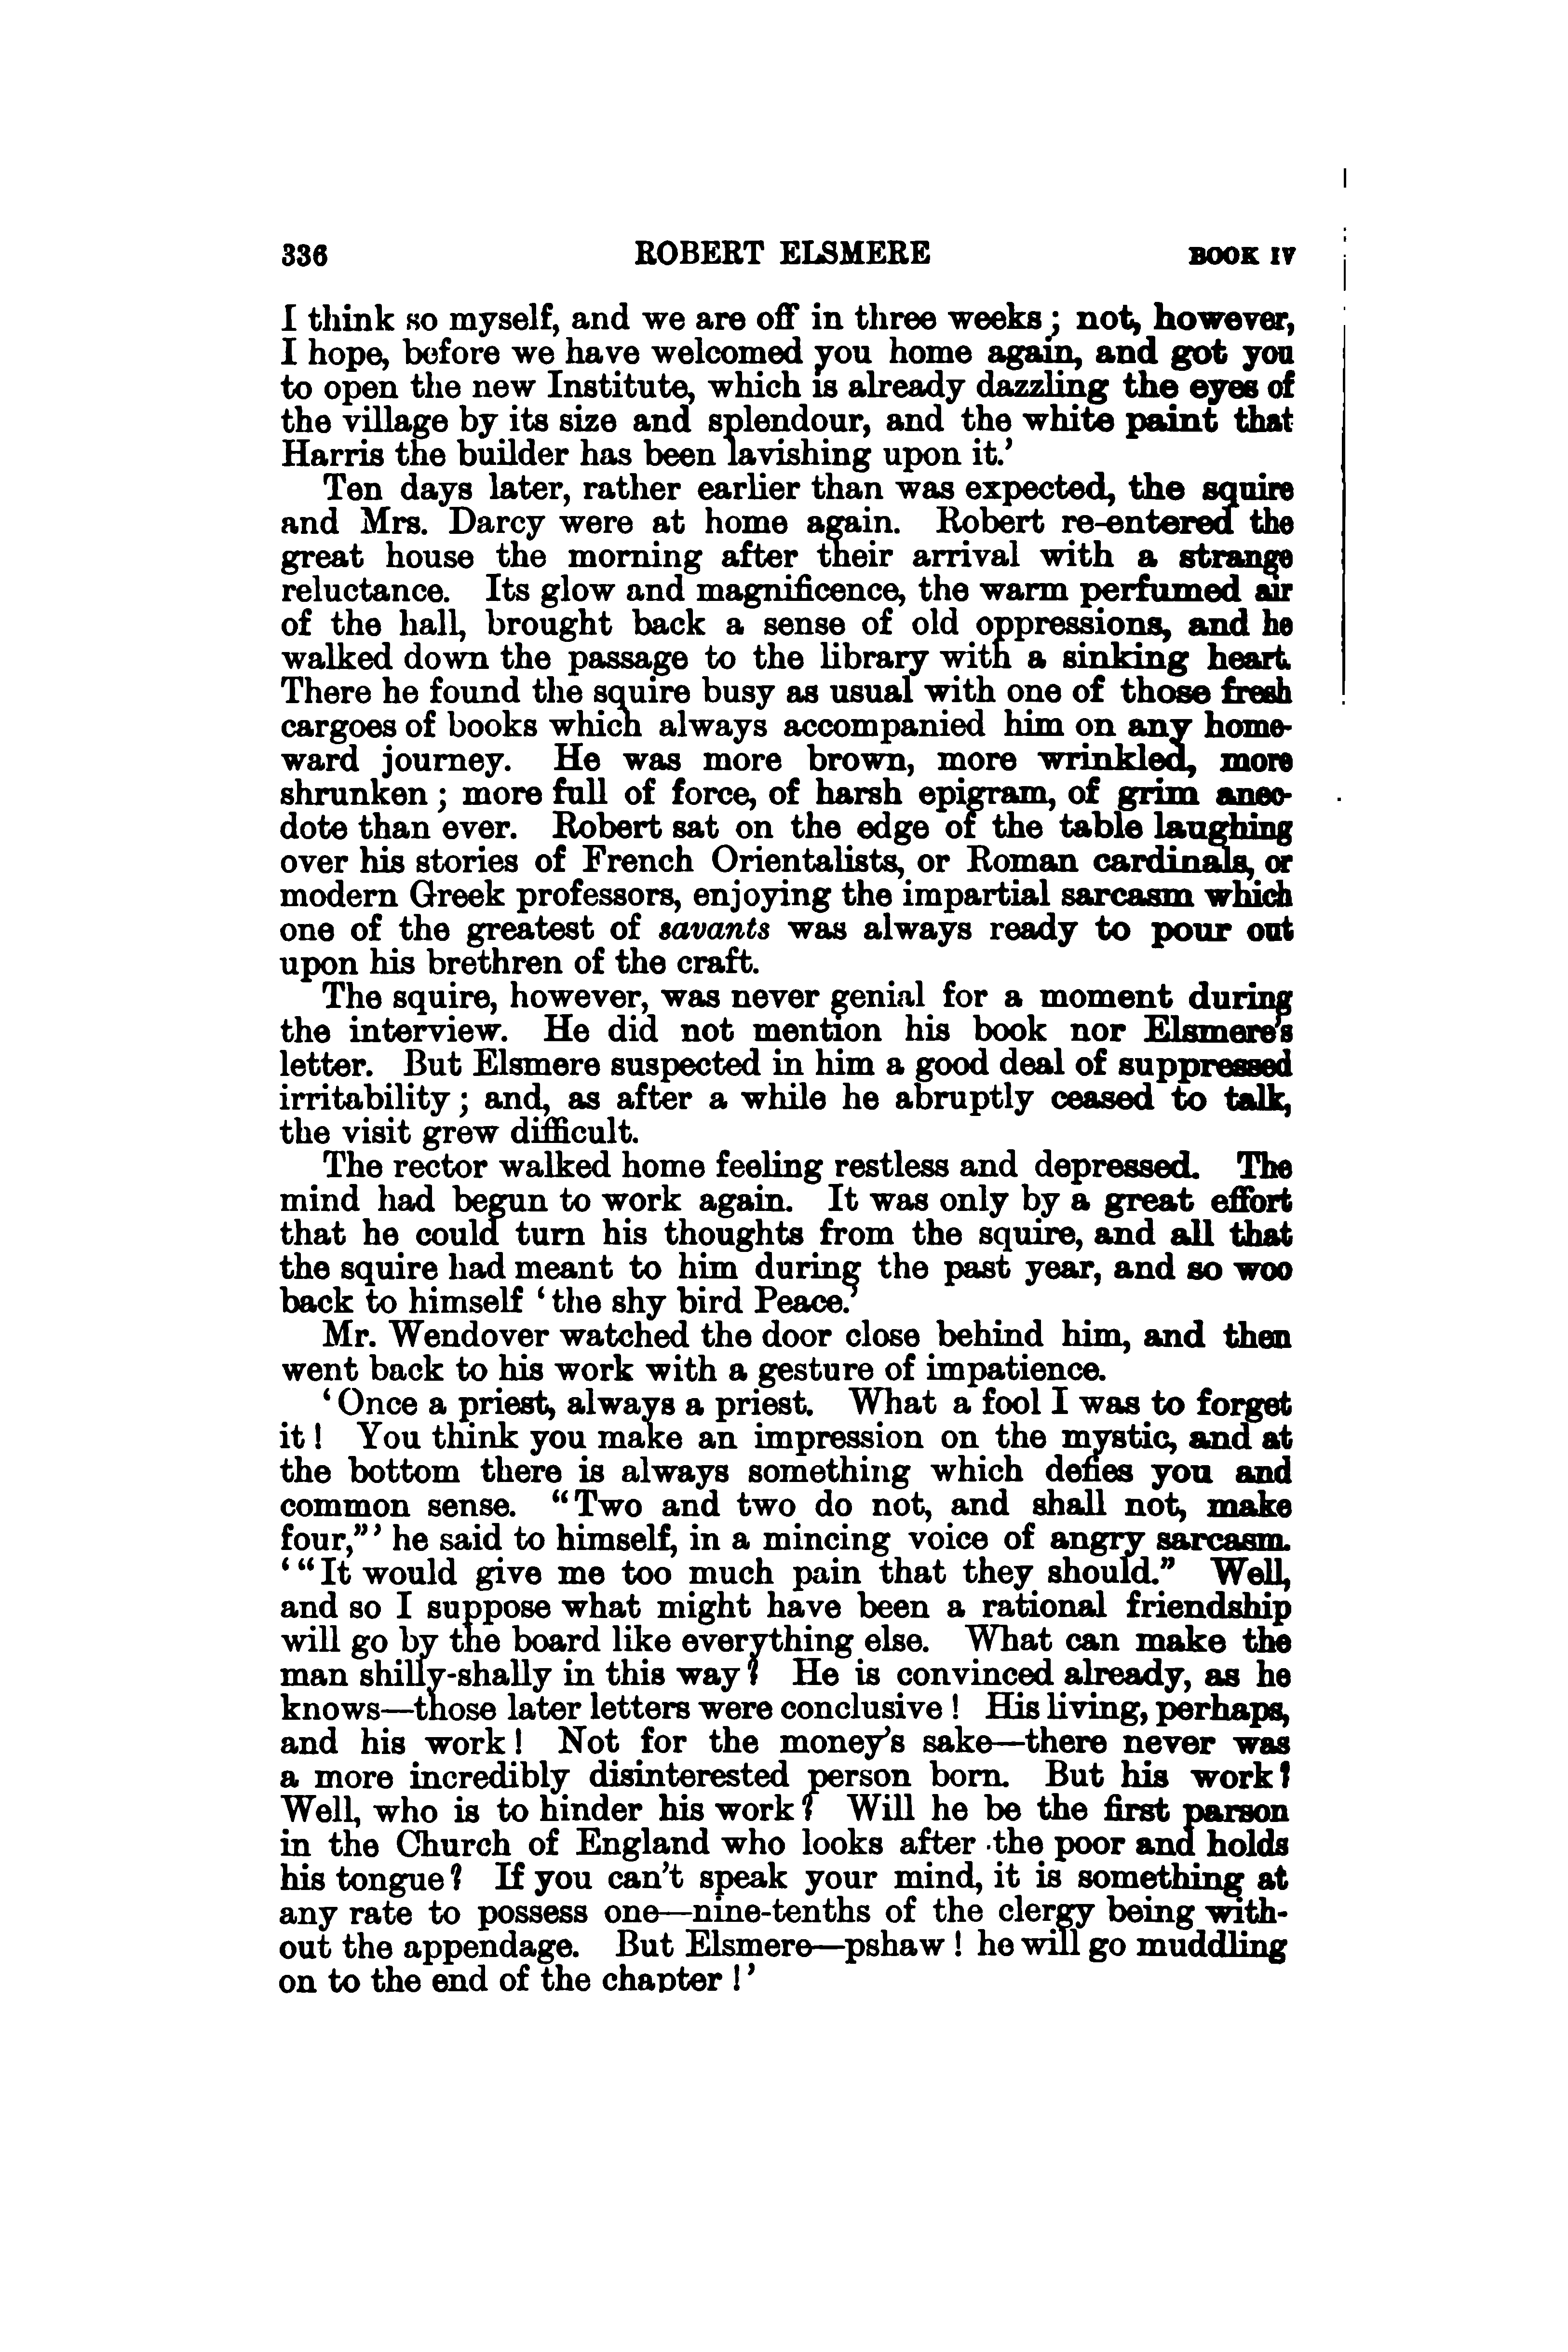 336 ROBERT ELSMERE BOOK IV
I think so myself, and we are off in three weeks; not, however,
I hope, before we have welcomed you home again, and got you
to open the new Institute, which is already dazzling the eyes of
the village by its size and splendour, and the white paint that
Harris the builder has been lavishing upon it.'
Ten days later, rather earlier than was expected, the squire
and Mrs. Darcy were at home again. Robert re-entered the
great house the morning after their arrival with a strange
reluctance. Its glow and magnificence, the warm perfumed air
of the hall, brought back a sense of old oppressions, and he
walked down the passage to the library with a sinking heart.
There he found the squire busy as usual with one of those fresh
cargoes of books which always accompanied him on any home-
ward journey. He was more brown, more wrinkled, more
shrunken; more full of force, of harsh epigram, of grim anec-
dote than ever. Robert sat on the edge of the table laughing
over his stories of French Orientalists, or Roman cardinals, or
modern Greek professors, enjoying the impartial sarcasm which
one of the greatest of savants was always ready to pour out
upon his brethren of the craft.
The squire, however, was never genial for a moment during
the interview. He did not mention his book nor Elsmere's
letter. But Elsmere suspected in him a good deal of suppressed
irritability; and, as after a while he abruptly ceased to talk,
the visit grew difficult.
The rector walked home feeling restless and depressed. The
mind had begun to work again. It was only by a great effort
that he could turn his thoughts from the squire, and all that
the squire had meant to him during the past year, and so woo
back to himself 'the shy bird Peace.'
Mr. Wendover watched the door close behind him, and then
went back to his work with a gesture of impatience.
'Once a priest, always a priest. What a fool I was to forget
it! You think you make an impression on the mystic, and at
the bottom there is always something which defies you and
common sense. "Two and two do not, and shall not, make
four,"' he said to himself, in a mincing voice of angry sarcasm.
'"It would give me too much pain that they should." Well,
and so I suppose what might have been a rational friendship
will go by the board like everything else. What can make the
man shilly-shally in this way? He is convinced already, as he
knows—those later letters were conclusive! His living, perhaps,
and his work! Not for the money's sake—there never was
a more incredibly disinterested person born. But his work?
Well, who is to hinder his work? Will he be the first parson
in the Church of England who looks after the poor and holds
his tongue? If you can't speak your mind, it is something at
any rate to possess one—nine-tenths of the clergy being with-
out the appendage. But Elsmere—pshaw! he will go muddling
on to the end of the chapter!'